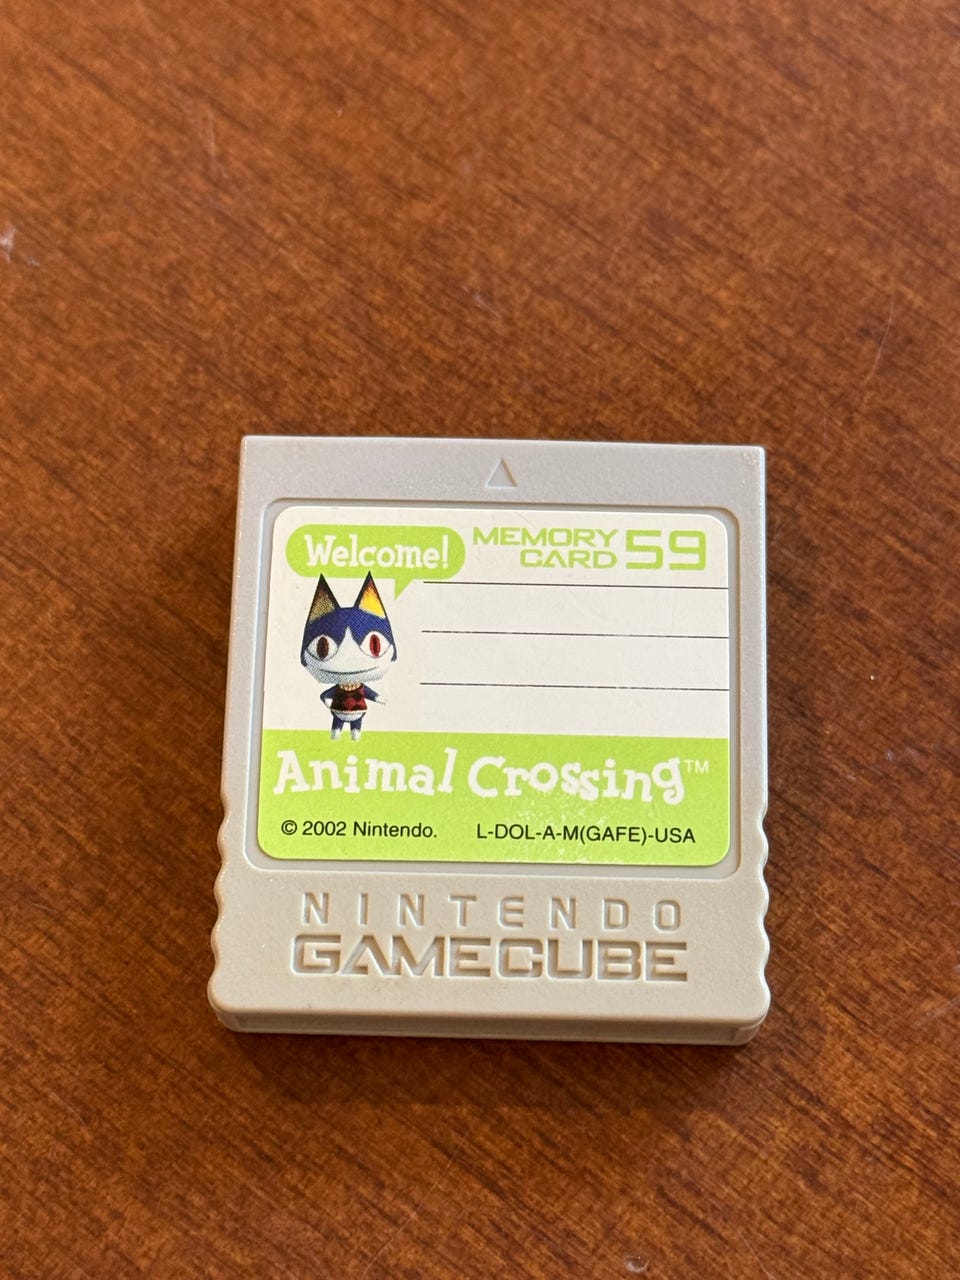 Welcome!
MEMORY
CARD 59
Animal Crossing™
© 2002 Nintendo. L-DOL-A-M(GAFE)-USA
NINTENDO
GAMECUBE